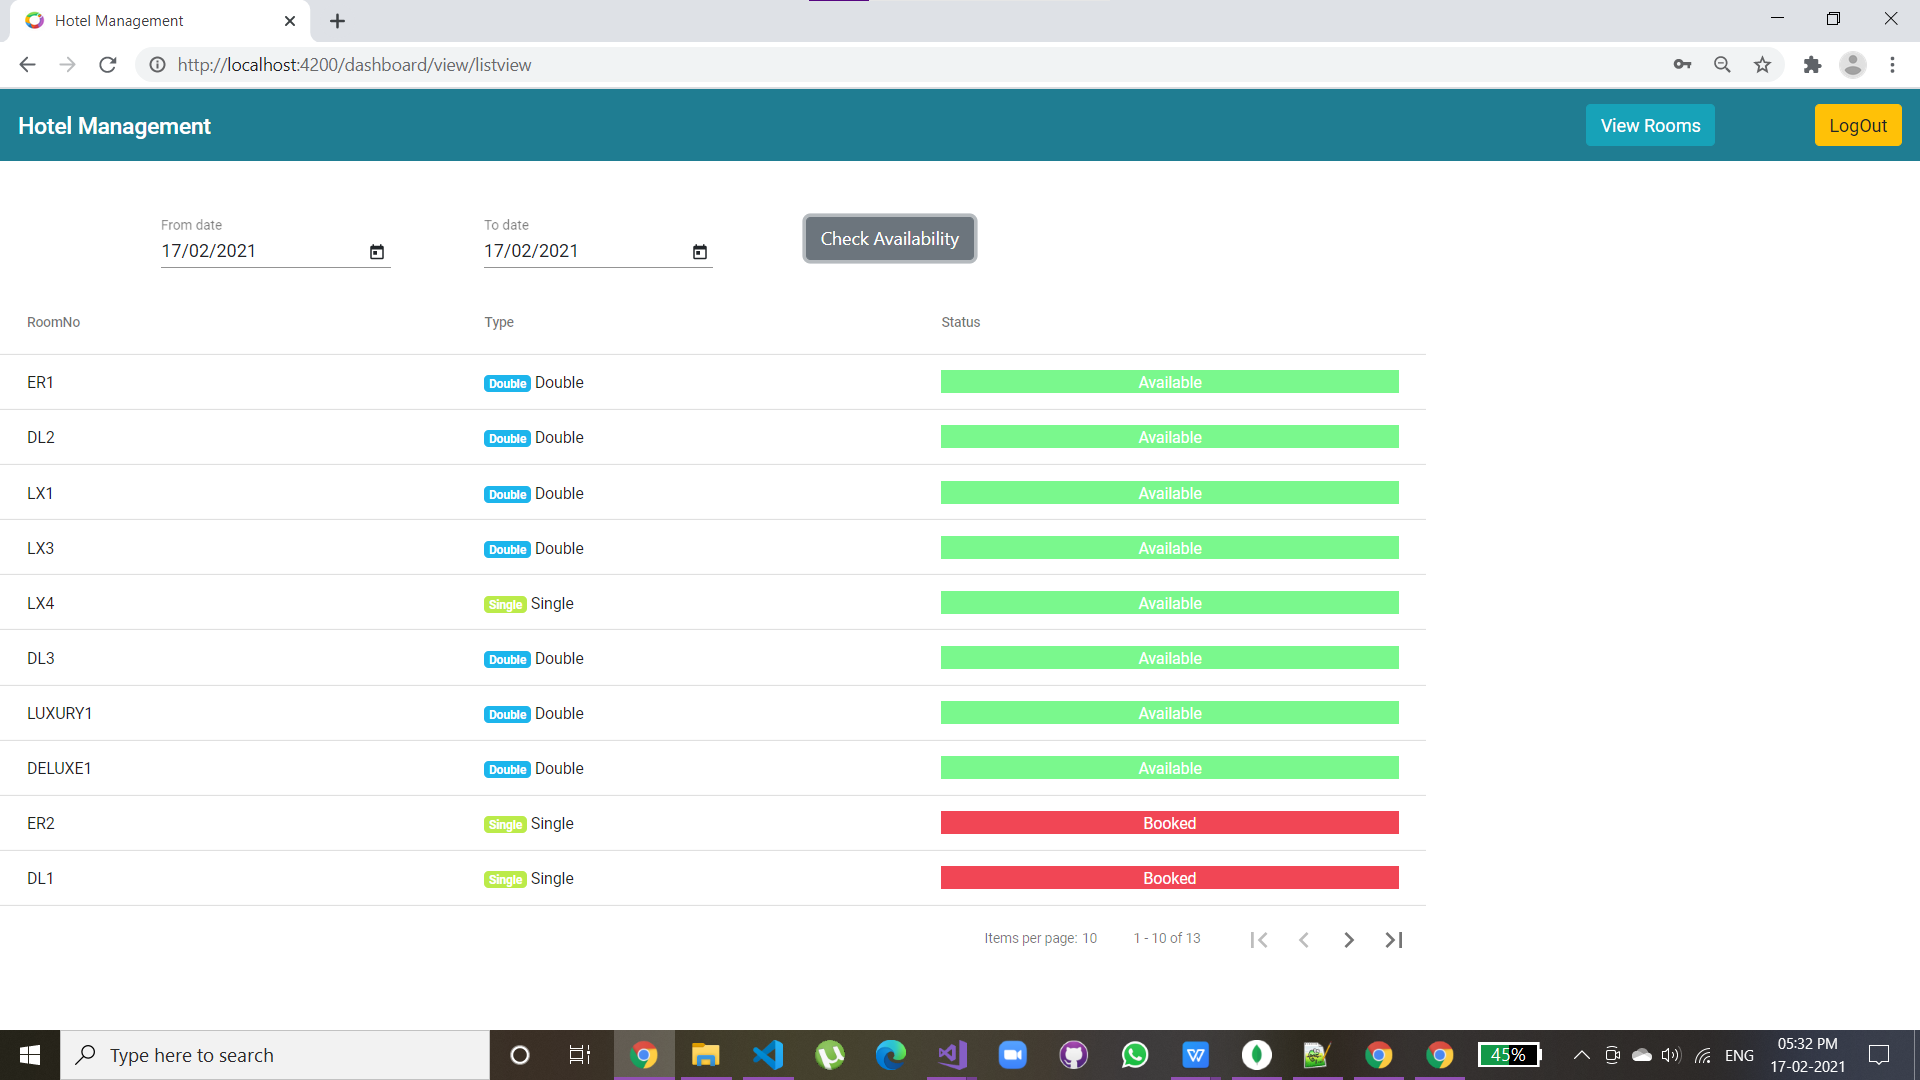 Hotel Management
http://localhost:4200/dashboard/view/listview
Hotel Management
View Rooms
LogOut
From date
To date
17/02/2021
17/02/2021
Check Availability
RoomNo Type Status
ER1 Double Double Available
DL2 Double Double Available
LX1 Double Double Available
LX3 Double Double Available
LX4 Single Single Available
DL3 Double Double Available
LUXURY1 Double Double Available
DELUXE1 Double Double Available
ER2 Single Single Booked
DL1 Single Single Booked
Items per page: 10 1 - 10 of 13
Type here to search
45%
ENG
05:32 PM
17-02-2021